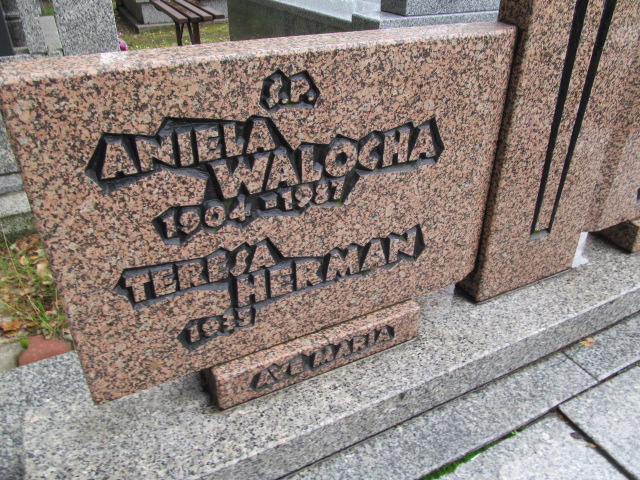 Ś.P.
ANIELA
WALOCHA
1904-1987
TERESA
HERMAN
AVE MARIA